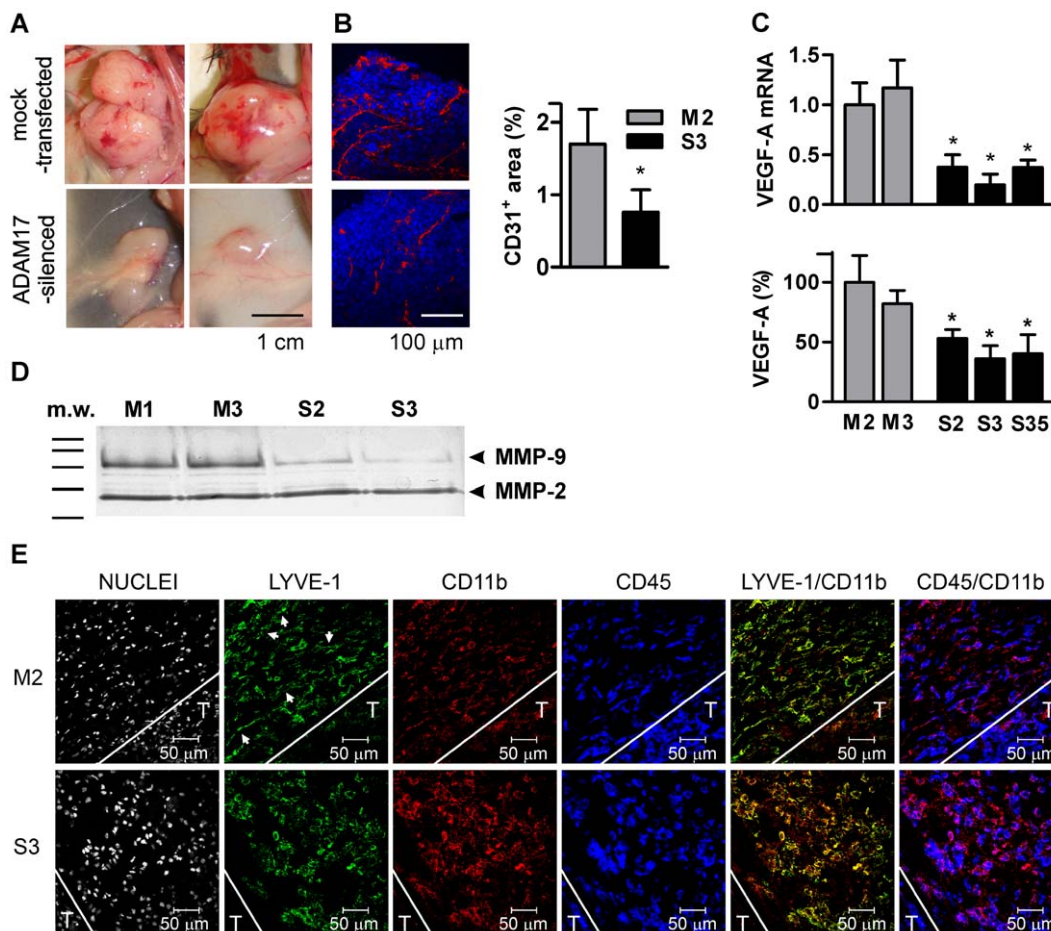 A
mock
-transfected
ADAM17
-silenced
1 cm
B
100 μm
CD31+ area (%)
2
1
0
M2
S3
*
C
VEGF-A mRNA
1.5
1.0
0.5
0.0
* * *
VEGF-A (%)
100
50
0
* * *
M2 M3 S2 S3 S35
D
m.w. M1 M3 S2 S3
MMP-9
MMP-2
E
NUCLEI LYVE-1 CD11b CD45 LYVE-1/CD11b CD45/CD11b
M2
T T T T T T
50 μm 50 μm 50 μm 50 μm 50 μm 50 μm
S3
T T T T T T
50 μm 50 μm 50 μm 50 μm 50 μm 50 μm